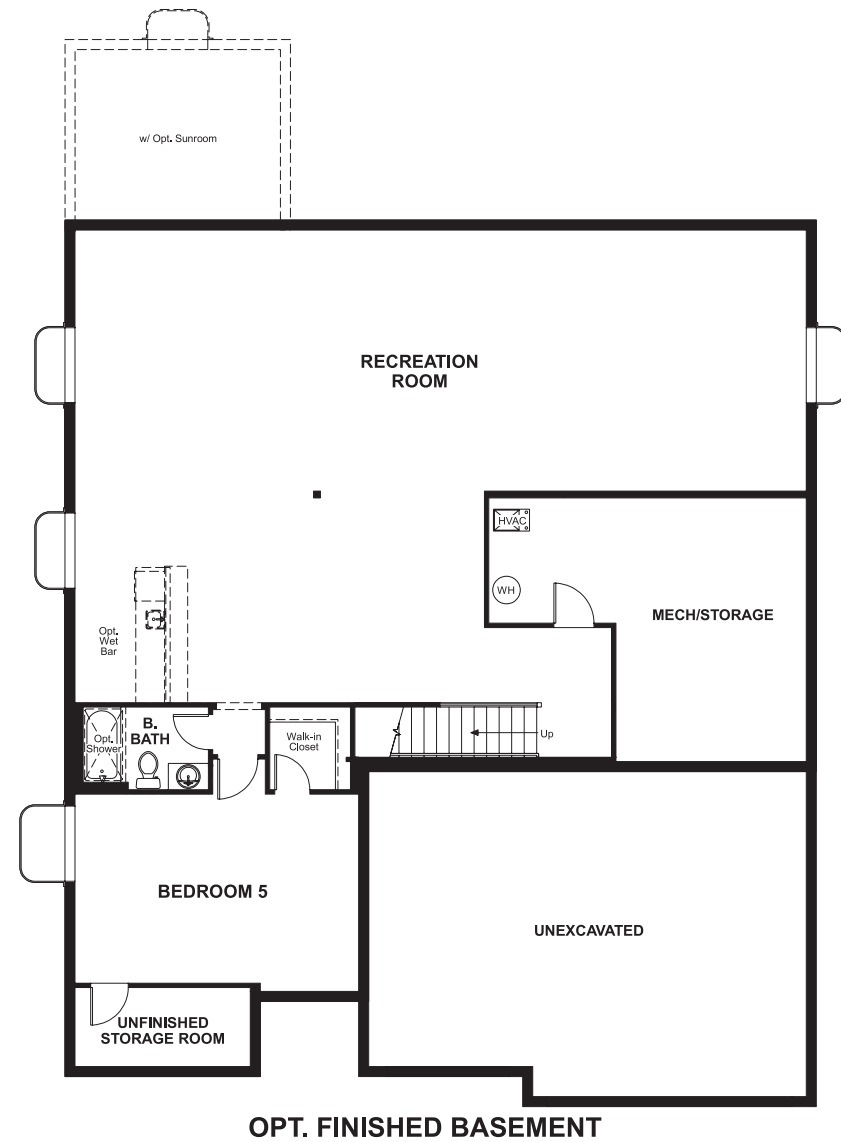 w/ Opt. Sunroom
RECREATION
ROOM
HVAC
WH
MECH/STORAGE
Opt.
Wet
Bar
B.
BATH
Opt.
Shower
Walk-in
Closet
Up
BEDROOM 5
UNEXCAVATED
UNFINISHED
STORAGE ROOM
OPT. FINISHED BASEMENT